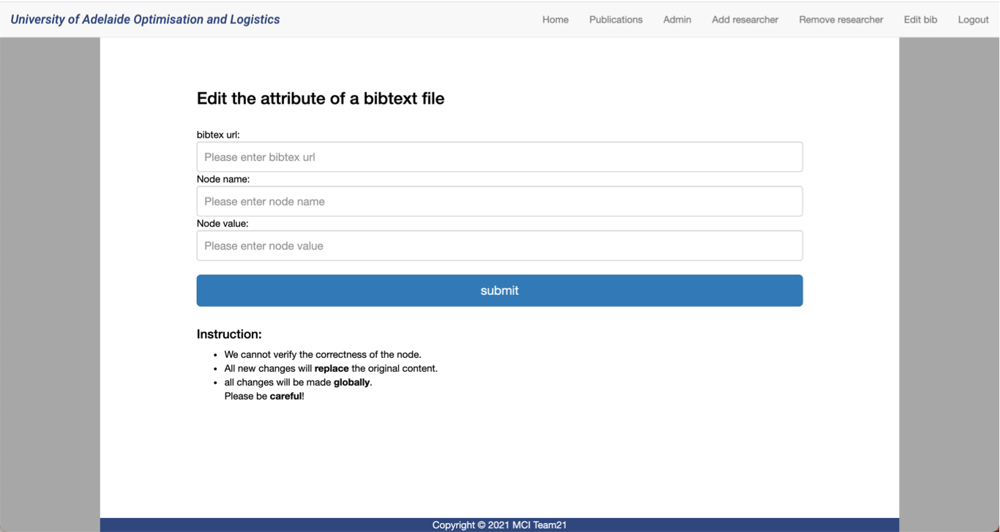 University of Adelaide Optimisation and Logistics
Home Publications Admin Add researcher Remove researcher Edit bib Logout
Edit the attribute of a bibtext file
bibtex url:
Please enter bibtex url
Node name:
Please enter node name
Node value:
Please enter node value
submit
Instruction:
• We cannot verify the correctness of the node.
• All new changes will replace the original content.
• all changes will be made globally.
Please be careful!
Copyright © 2021 MCI Team21